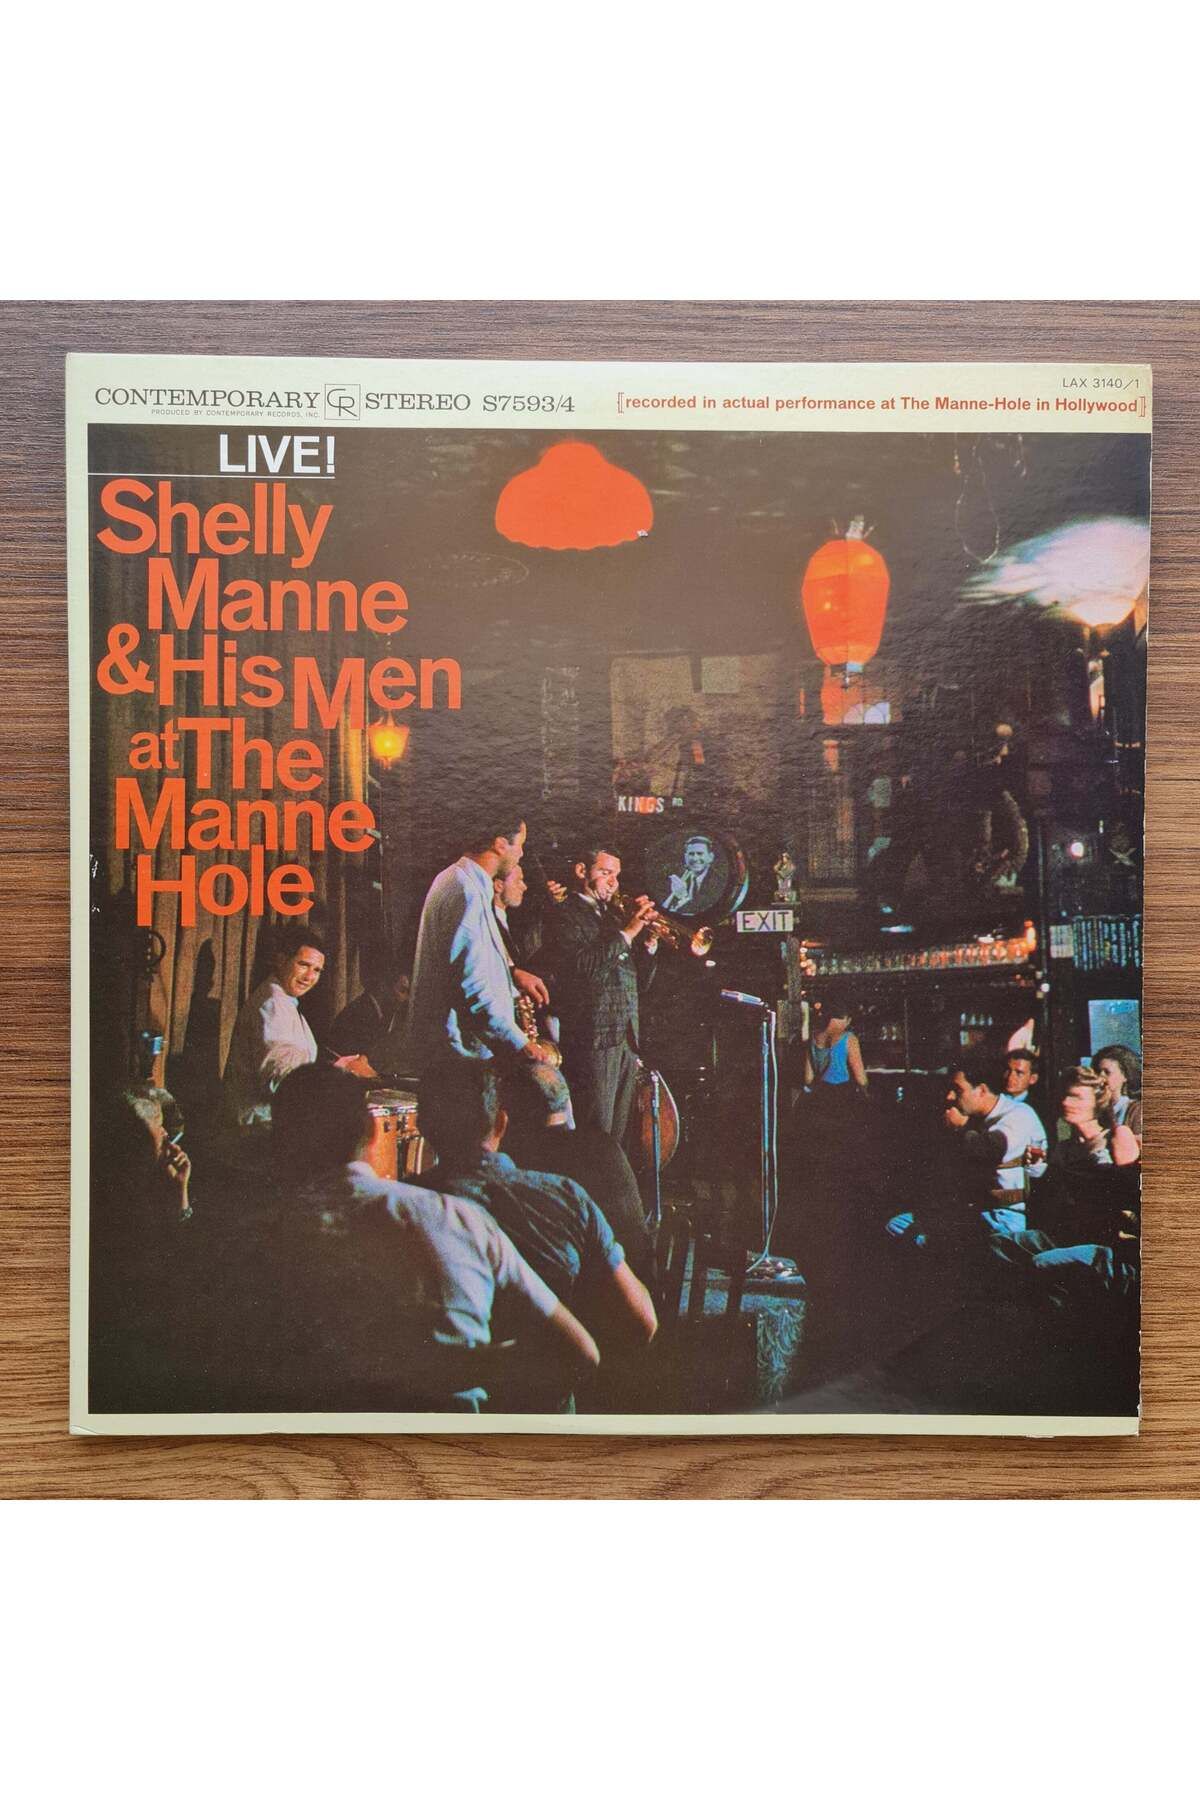 LAX 3140/1
CONTEMPORARY CR STEREO S7593/4
PRODUCED BY CONTEMPORARY RECORDS, INC.
[recorded in actual performance at The Manne-Hole in Hollywood]
LIVE!
Shelly
Manne
& His Men
at The
Manne
Hole
KINGS RD
EXIT